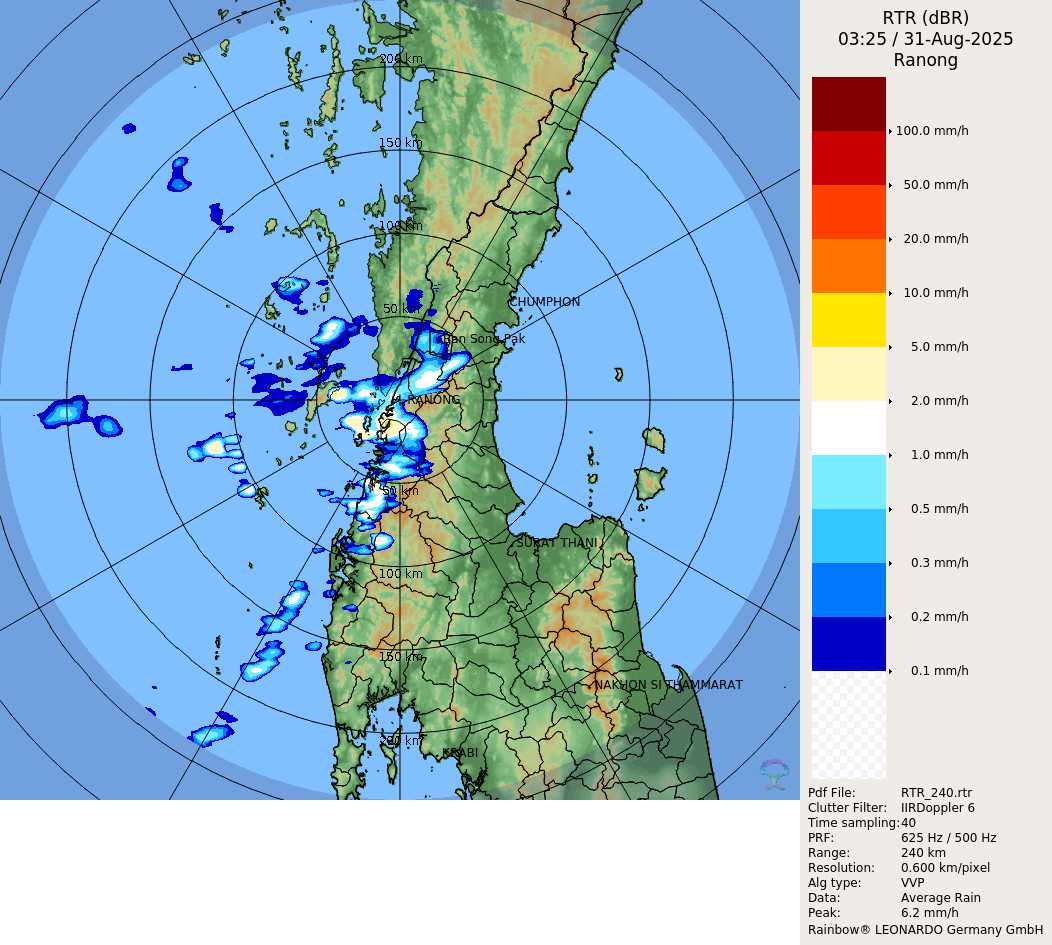 RTR (dBR)
03:25 / 31-Aug-2025
Ranong
200 km
150 km
100 km
50 km
CHUMPHON
Ban Song Pak
RANONG
50 km
SURAT THANI
100 km
150 km
NAKHON SI THAMMARAT
200 km
KRABI
100.0 mm/h
50.0 mm/h
20.0 mm/h
10.0 mm/h
5.0 mm/h
2.0 mm/h
1.0 mm/h
0.5 mm/h
0.3 mm/h
0.2 mm/h
0.1 mm/h
Pdf File: RTR_240.rtr
Clutter Filter: IIRDoppler 6
Time sampling:40
PRF: 625 Hz / 500 Hz
Range: 240 km
Resolution: 0.600 km/pixel
Alg type: VVP
Data: Average Rain
Peak: 6.2 mm/h
Rainbow® LEONARDO Germany GmbH